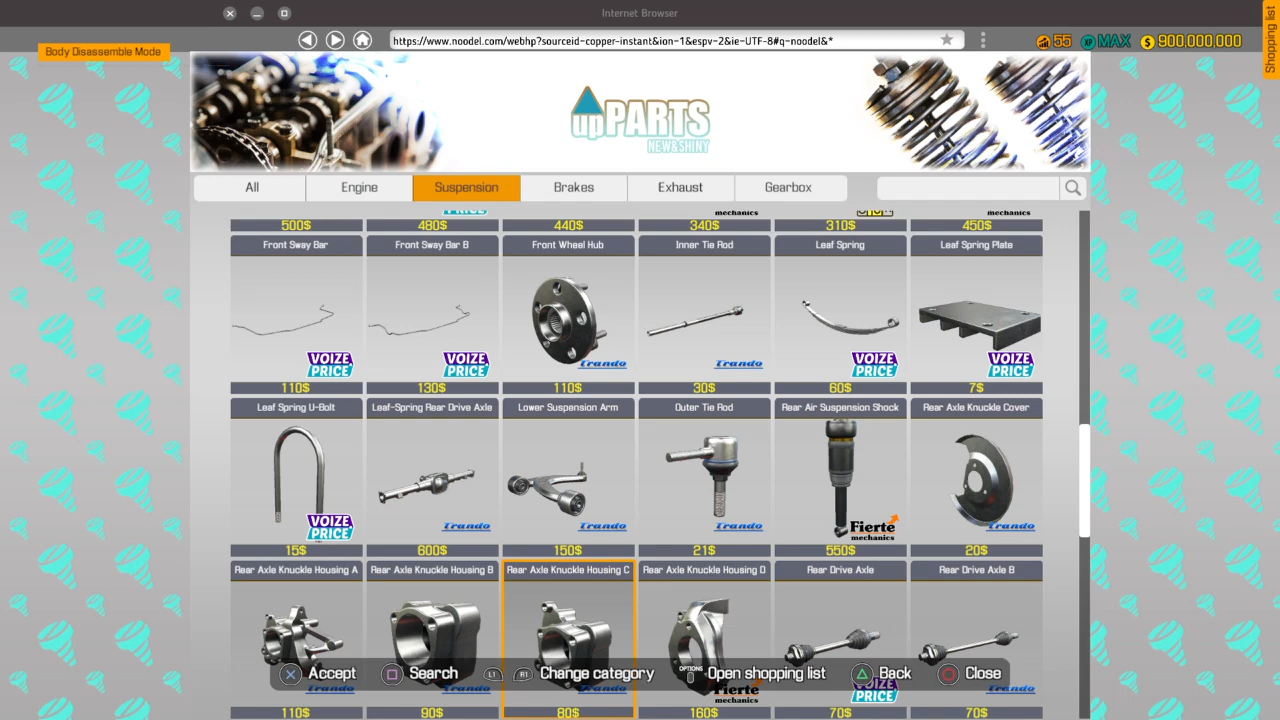 Internet Browser
https://www.noodel.com/webhp?sourceid-copper-instant&ion-1&espv-2&ie-UTF-8#q-noodel&*
Body Disassemble Mode
55
XP MAX
$ 900,000,000
Shopping list
upPARTS
NEW&SHINY
All Engine Suspension Brakes Exhaust Gearbox
PRICE mechanics mechanics
500$ 480$ 440$ 340$ 310$ 450$
Front Sway Bar Front Sway Bar B Front Wheel Hub Inner Tie Rod Leaf Spring Leaf Spring Plate
VOIZE PRICE VOIZE PRICE Trando Trando VOIZE PRICE VOIZE PRICE
110$ 130$ 110$ 30$ 60$ 7$
Leaf Spring U-Bolt Leaf-Spring Rear Drive Axle Lower Suspension Arm Outer Tie Rod Rear Air Suspension Shock Rear Axle Knuckle Cover
VOIZE PRICE Trando Trando Trando Fierte mechanics Trando
15$ 600$ 150$ 21$ 550$ 20$
Rear Axle Knuckle Housing A Rear Axle Knuckle Housing B Rear Axle Knuckle Housing C Rear Axle Knuckle Housing D Rear Drive Axle Rear Drive Axle B
Accept Search L1 R1 Change category OPTIONS Open shopping list Back Close
Trando Trando Trando Fierte mechanics VOIZE PRICE Trando
110$ 90$ 80$ 160$ 70$ 70$